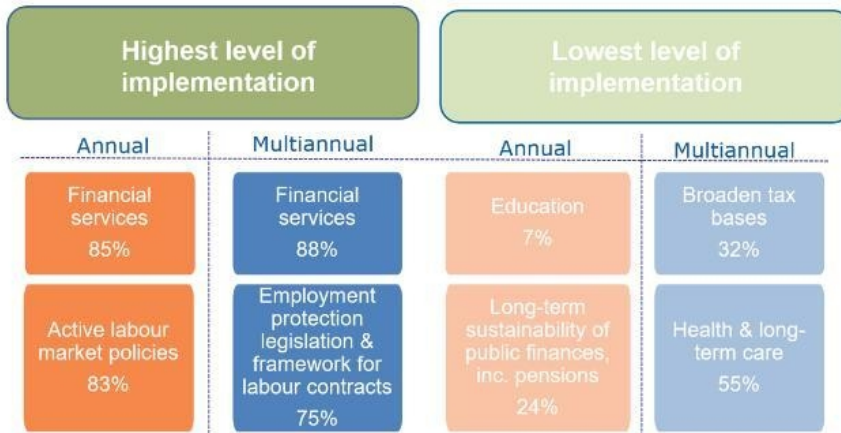 Highest level of
implementation
Lowest level of
implementation
Annual
Multiannual
Annual
Multiannual
Financial
services
85%
Financial
services
88%
Education
7%
Broaden tax
bases
32%
Active labour
market policies
83%
Employment
protection
legislation &
framework for
labour contracts
75%
Long-term
sustainability of
public finances,
inc. pensions
24%
Health & long-
term care
55%